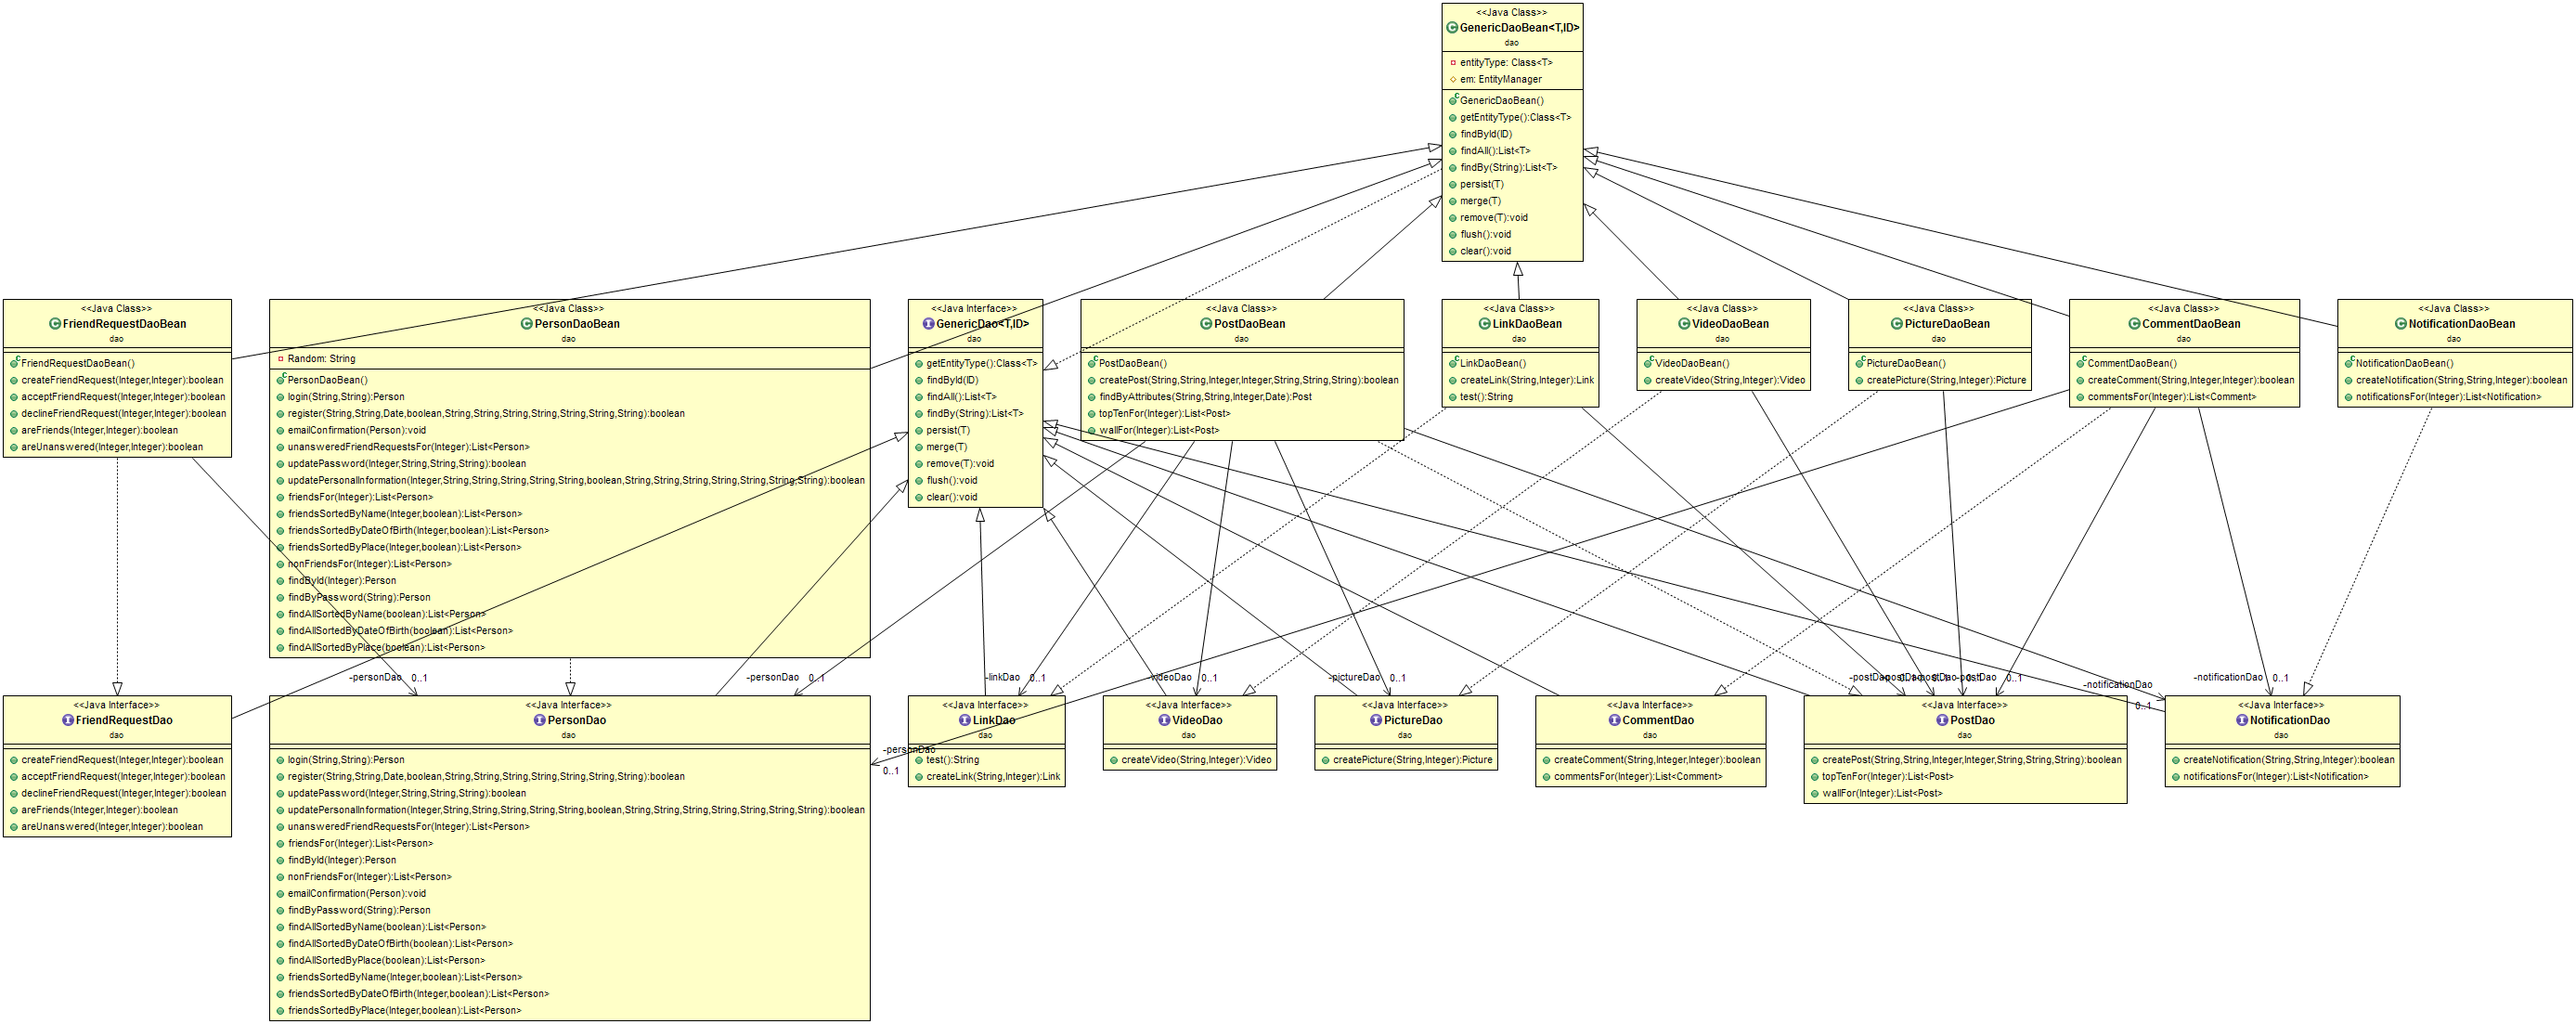 <<Java Class>>
GenericDaoBean<T,ID>
dao
entityType: Class<T>
em: EntityManager
GenericDaoBean()
getEntityType():Class<T>
findById(ID)
findAll():List<T>
findBy(String):List<T>
persist(T)
merge(T)
remove(T):void
flush():void
clear():void
<<Java Class>>
FriendRequestDaoBean
dao
FriendRequestDaoBean()
createFriendRequest(Integer,Integer):boolean
acceptFriendRequest(Integer,Integer):boolean
declineFriendRequest(Integer,Integer):boolean
areFriends(Integer,Integer):boolean
areUnanswered(Integer,Integer):boolean
<<Java Class>>
PersonDaoBean
dao
Random: String
PersonDaoBean()
login(String,String):Person
register(String,String,Date,boolean,String,String,String,String,String,String,String):boolean
emailConfirmation(Person):void
unansweredFriendRequestsFor(Integer):List<Person>
updatePassword(Integer,String,String,String):boolean
updatePersonalInformation(Integer,String,String,String,String,String,boolean,String,String,String,String,String,String,String):boolean
friendsFor(Integer):List<Person>
friendsSortedByName(Integer,boolean):List<Person>
friendsSortedByDateOfBirth(Integer,boolean):List<Person>
friendsSortedByPlace(Integer,boolean):List<Person>
nonFriendsFor(Integer):List<Person>
findById(Integer):Person
findByPassword(String):Person
findAllSortedByName(boolean):List<Person>
findAllSortedByDateOfBirth(boolean):List<Person>
findAllSortedByPlace(boolean):List<Person>
<<Java Interface>>
GenericDao<T,ID>
dao
getEntityType():Class<T>
findById(ID)
findAll():List<T>
findBy(String):List<T>
persist(T)
merge(T)
remove(T):void
flush():void
clear():void
<<Java Class>>
PostDaoBean
dao
PostDaoBean()
createPost(String,String,Integer,Integer,String,String,String):boolean
findByAttributes(String,String,Integer,Date):Post
topTenFor(Integer):List<Post>
wallFor(Integer):List<Post>
<<Java Class>>
LinkDaoBean
dao
LinkDaoBean()
createLink(String,Integer):Link
test():String
<<Java Class>>
VideoDaoBean
dao
VideoDaoBean()
createVideo(String,Integer):Video
<<Java Class>>
PictureDaoBean
dao
PictureDaoBean()
createPicture(String,Integer):Picture
<<Java Class>>
CommentDaoBean
dao
CommentDaoBean()
createComment(String,Integer,Integer):boolean
commentsFor(Integer):List<Comment>
<<Java Class>>
NotificationDaoBean
dao
NotificationDaoBean()
createNotification(String,String,Integer):boolean
notificationsFor(Integer):List<Notification>
-personDao 0..1
-personDao 0..1
-linkDao 0..1
-videoDao 0..1
-pictureDao 0..1
-postDao
-postDao
-postDao
-postDao
0..1
-notificationDao
0..1
-notificationDao 0..1
-personDao
0..1
<<Java Interface>>
FriendRequestDao
dao
createFriendRequest(Integer,Integer):boolean
acceptFriendRequest(Integer,Integer):boolean
declineFriendRequest(Integer,Integer):boolean
areFriends(Integer,Integer):boolean
areUnanswered(Integer,Integer):boolean
<<Java Interface>>
PersonDao
dao
login(String,String):Person
register(String,String,Date,boolean,String,String,String,String,String,String,String):boolean
updatePassword(Integer,String,String,String):boolean
updatePersonalInformation(Integer,String,String,String,String,String,boolean,String,String,String,String,String,String,String):boolean
unansweredFriendRequestsFor(Integer):List<Person>
friendsFor(Integer):List<Person>
findById(Integer):Person
nonFriendsFor(Integer):List<Person>
emailConfirmation(Person):void
findByPassword(String):Person
findAllSortedByName(boolean):List<Person>
findAllSortedByDateOfBirth(boolean):List<Person>
findAllSortedByPlace(boolean):List<Person>
friendsSortedByName(Integer,boolean):List<Person>
friendsSortedByDateOfBirth(Integer,boolean):List<Person>
friendsSortedByPlace(Integer,boolean):List<Person>
<<Java Interface>>
LinkDao
dao
test():String
createLink(String,Integer):Link
<<Java Interface>>
VideoDao
dao
createVideo(String,Integer):Video
<<Java Interface>>
PictureDao
dao
createPicture(String,Integer):Picture
<<Java Interface>>
CommentDao
dao
createComment(String,Integer,Integer):boolean
commentsFor(Integer):List<Comment>
<<Java Interface>>
PostDao
dao
createPost(String,String,Integer,Integer,String,String,String):boolean
topTenFor(Integer):List<Post>
wallFor(Integer):List<Post>
<<Java Interface>>
NotificationDao
dao
createNotification(String,String,Integer):boolean
notificationsFor(Integer):List<Notification>